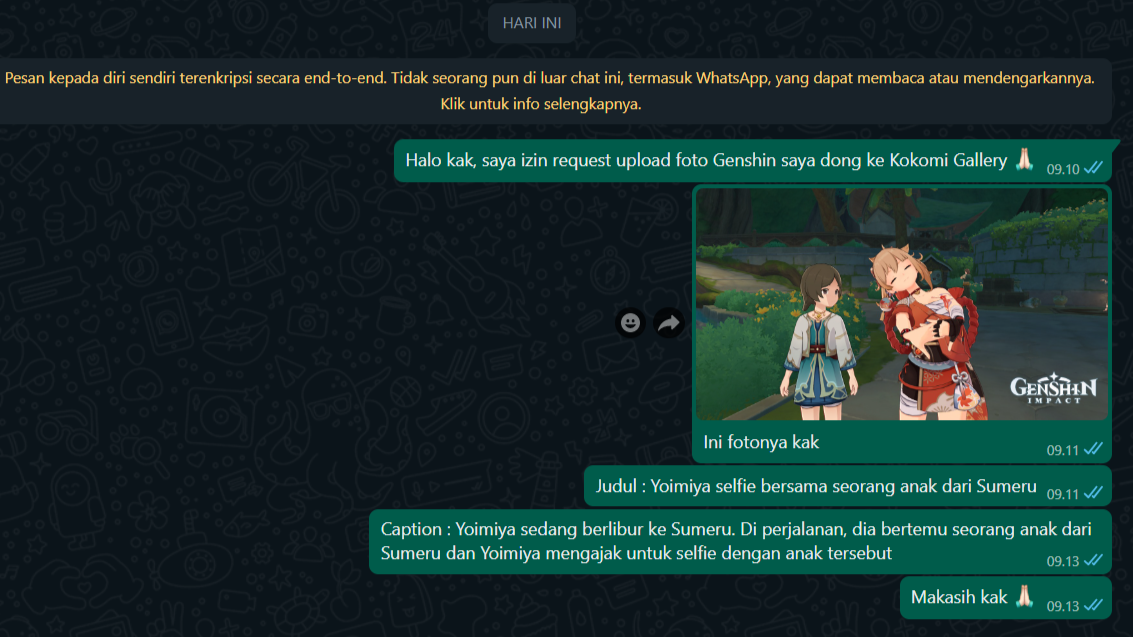 HARI INI
Pesan kepada diri sendiri terenkripsi secara end-to-end. Tidak seorang pun di luar chat ini, termasuk WhatsApp, yang dapat membaca atau mendengarkannya.
Klik untuk info selengkapnya.
Halo kak, saya izin request upload foto Genshin saya dong ke Kokomi Gallery 🙏🏻 09.10
GENSHIN
IMPACT
Ini fotonya kak 09.11
Judul : Yoimiya selfie bersama seorang anak dari Sumeru 09.11
Caption : Yoimiya sedang berlibur ke Sumeru. Di perjalanan, dia bertemu seorang anak dari
Sumeru dan Yoimiya mengajak untuk selfie dengan anak tersebut 09.13
Makasih kak 🙏🏻 09.13